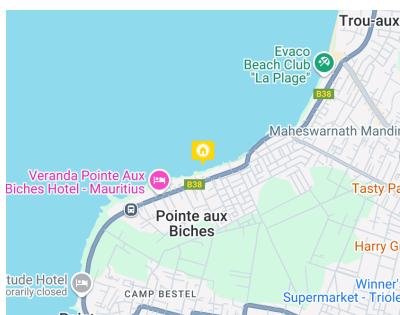 Trou-aux
Evaco
Beach Club
"La Plage"
B38
Maheswarnath Mandi
Veranda Pointe Aux
Biches Hotel - Mauritius
B38
Tasty Pa
Pointe aux
Biches
Harry G
tude Hotel
orarily closed
Winner's
Supermarket - Triole
CAMP BESTEL